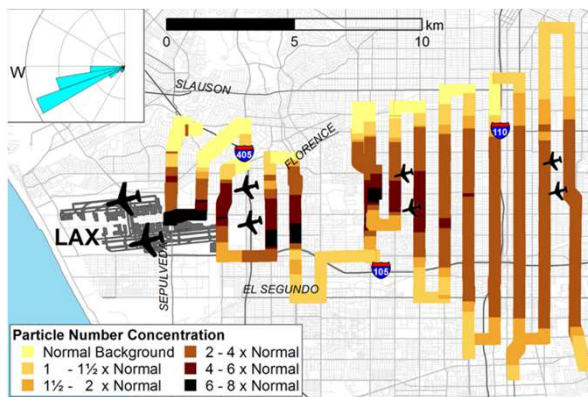 km
0
5
10
W
SLAUSON
FLORENCE
110
405
LAX
SEPULVEDA
105
EL SEGUNDO
Particle Number Concentration
Normal Background
1 - 1½ x Normal
1½ - 2 x Normal
2 - 4 x Normal
4 - 6 x Normal
6 - 8 x Normal